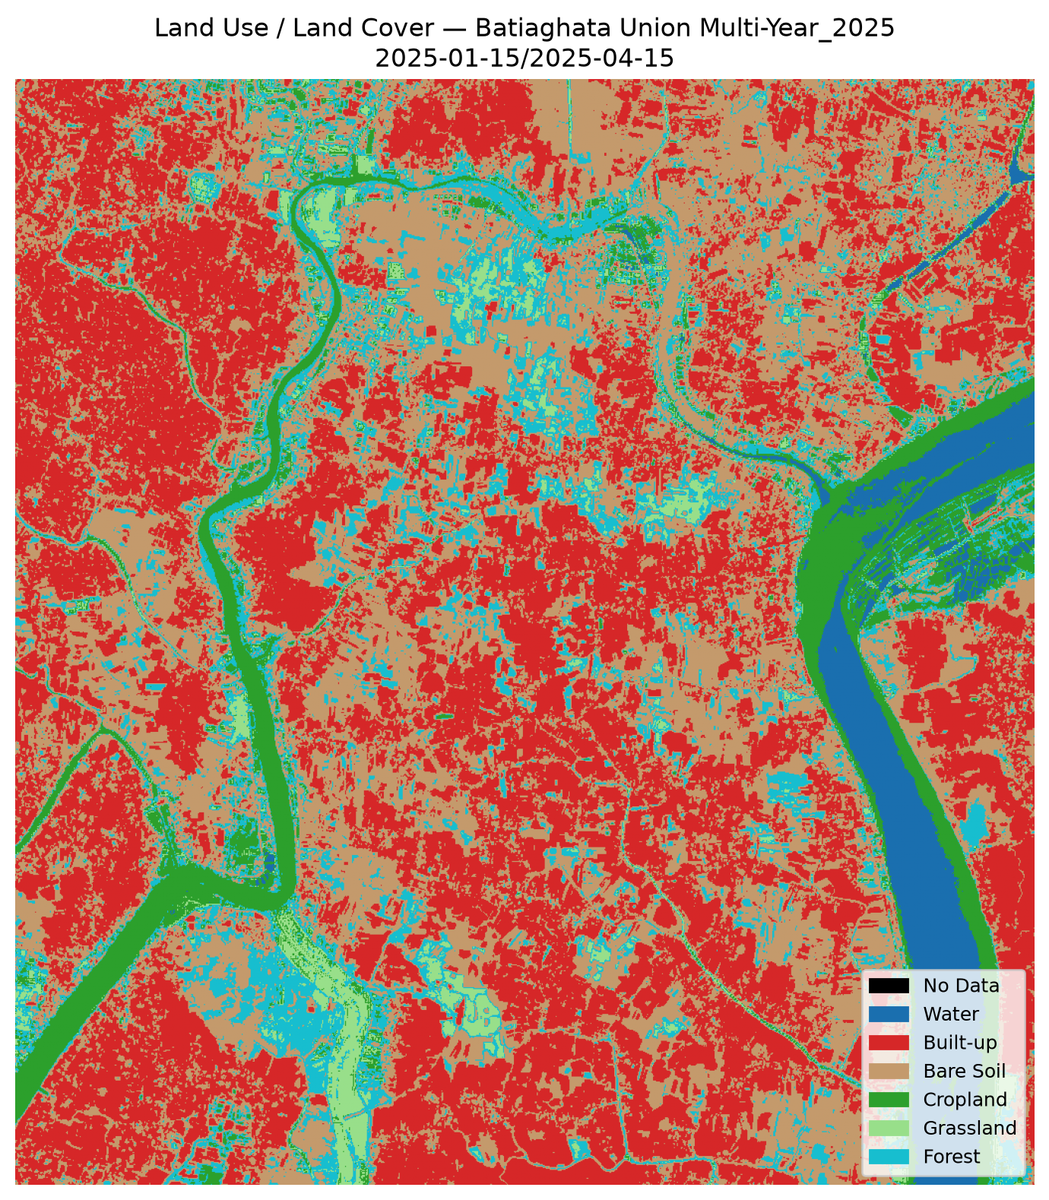 Land Use / Land Cover — Batiaghata Union Multi-Year_2025
2025-01-15/2025-04-15
No Data
Water
Built-up
Bare Soil
Cropland
Grassland
Forest